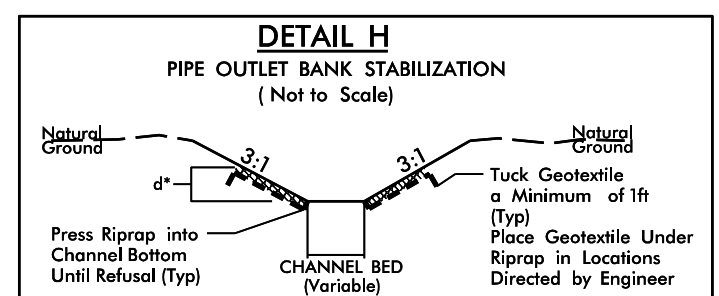 DETAIL H
PIPE OUTLET BANK STABILIZATION
( Not to Scale)
Natural
Ground
3:1
3:1
Natural
Ground
d*
Tuck Geotextile
a Minimum of 1ft
(Typ)
Place Geotextile Under
Riprap in Locations
Directed by Engineer
Press Riprap into
Channel Bottom
Until Refusal (Typ)
CHANNEL BED
(Variable)